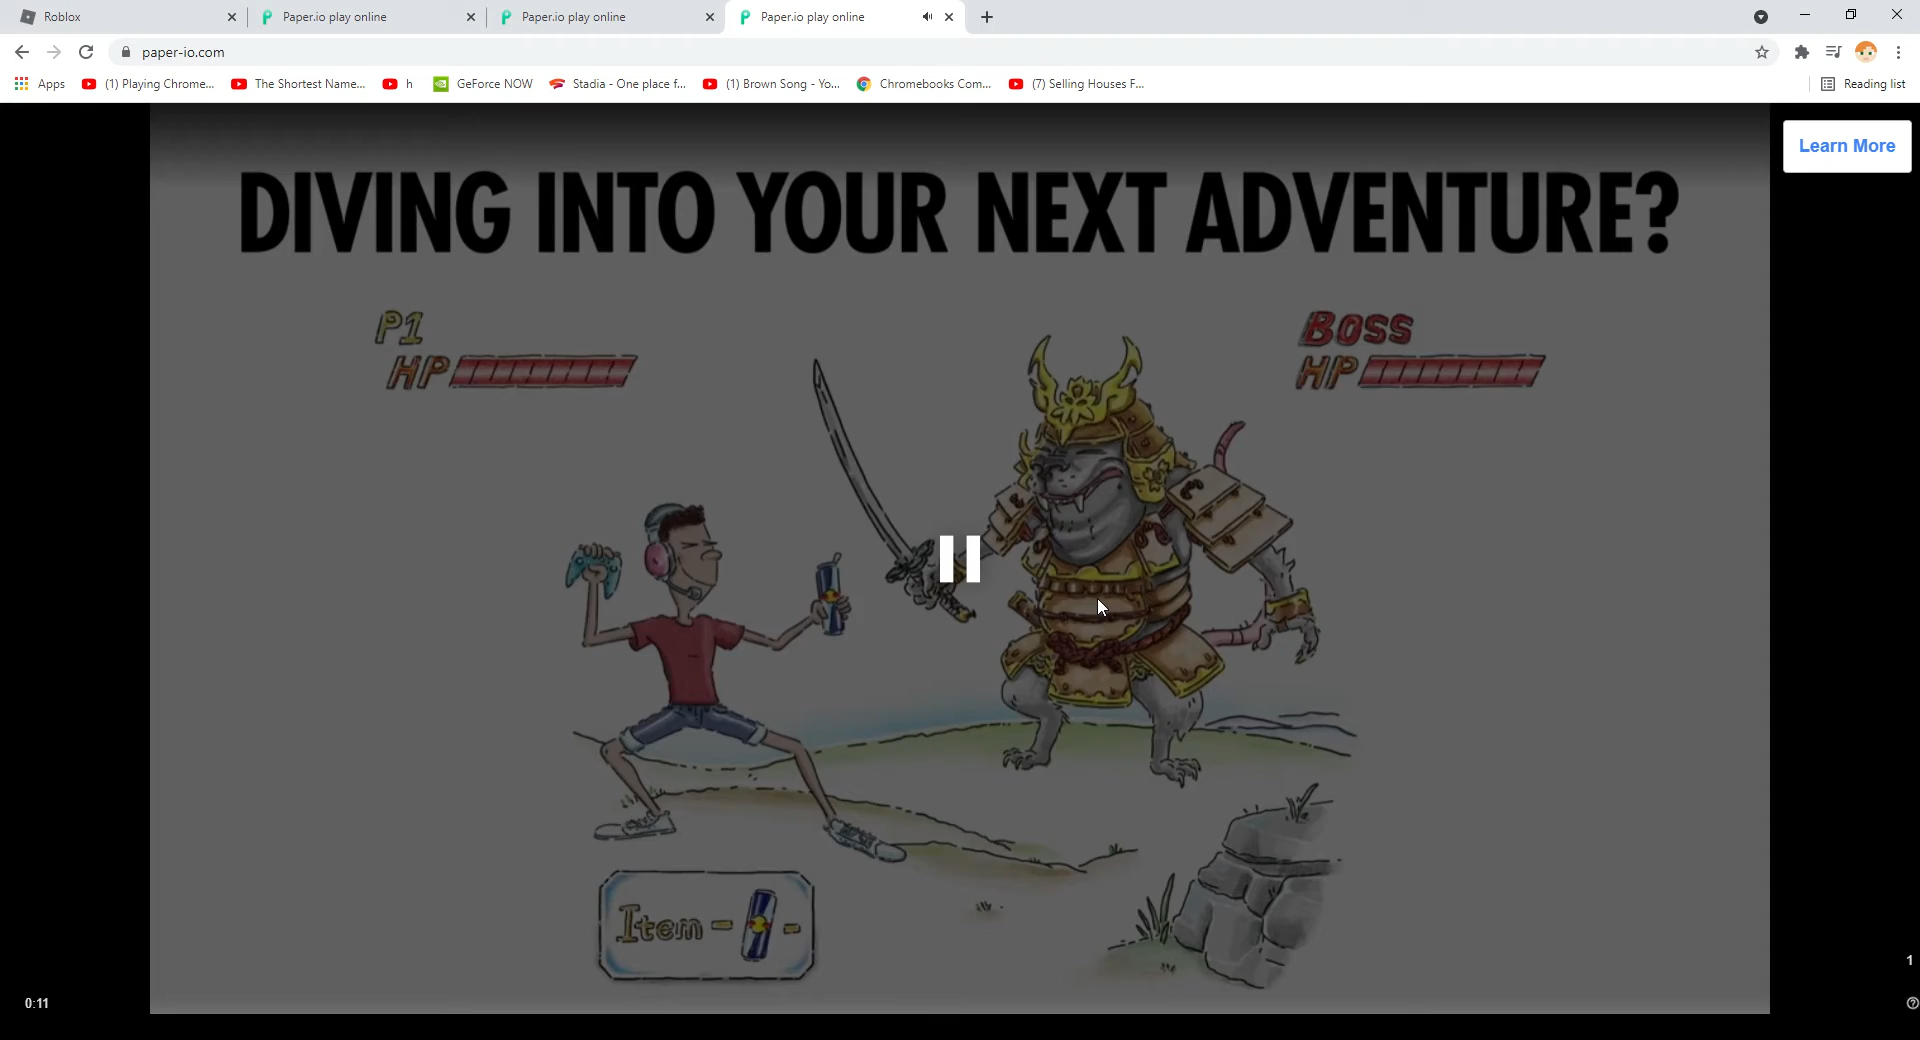 Roblox
Paper.io play online
Paper.io play online
Paper.io play online
paper-io.com
Apps
(1) Playing Chrome...
The Shortest Name...
h
GeForce NOW
Stadia - One place f...
(1) Brown Song - Yo...
Chromebooks Com...
(7) Selling Houses F...
Reading list
Learn More
DIVING INTO YOUR NEXT ADVENTURE?
P1
HP
BOSS
HP
Item -
-
1
0:11